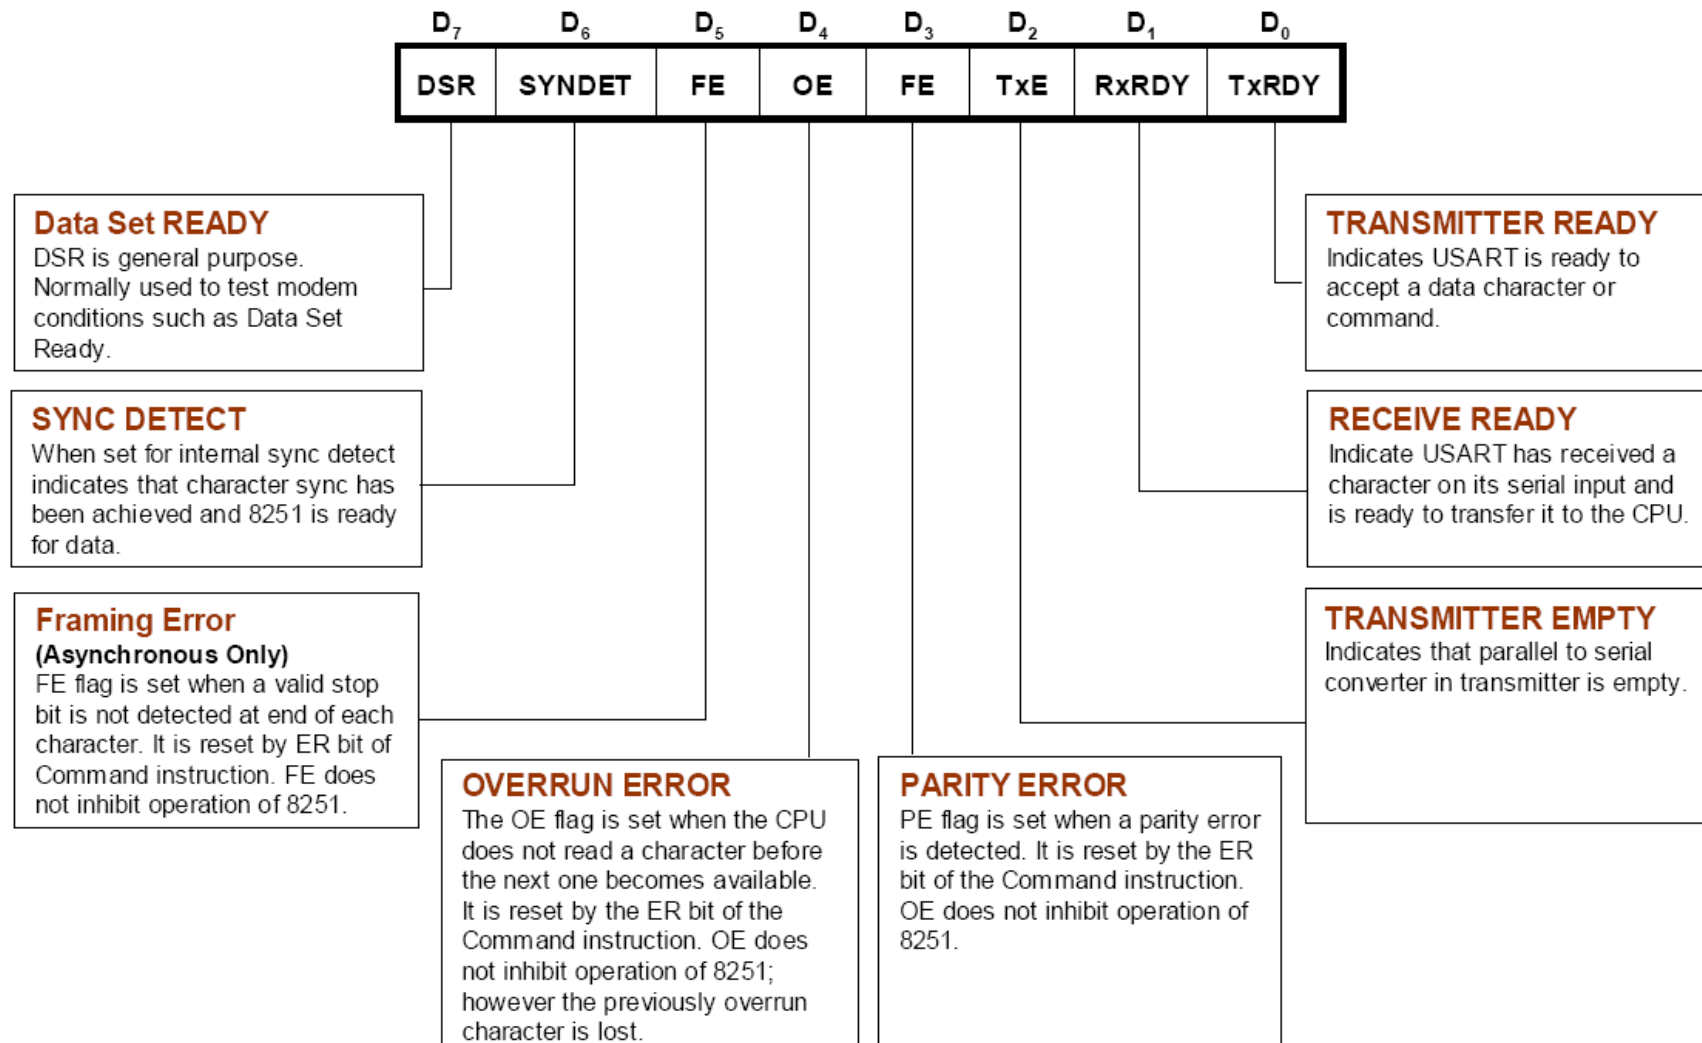 D7 D6 D5 D4 D3 D2 D1 D0
DSR SYNDET FE OE FE TxE RxRDY TxRDY
Data Set READY
DSR is general purpose.
Normally used to test modem
conditions such as Data Set
Ready.
SYNC DETECT
When set for internal sync detect
indicates that character sync has
been achieved and 8251 is ready
for data.
Framing Error
(Asynchronous Only)
FE flag is set when a valid stop
bit is not detected at end of each
character. It is reset by ER bit of
Command instruction. FE does
not inhibit operation of 8251.
OVERRUN ERROR
The OE flag is set when the CPU
does not read a character before
the next one becomes available.
It is reset by the ER bit of the
Command instruction. OE does
not inhibit operation of 8251;
however the previously overrun
character is lost.
PARITY ERROR
PE flag is set when a parity error
is detected. It is reset by the ER
bit of the Command instruction.
OE does not inhibit operation of
8251.
TRANSMITTER READY
Indicates USART is ready to
accept a data character or
command.
RECEIVE READY
Indicate USART has received a
character on its serial input and
is ready to transfer it to the CPU.
TRANSMITTER EMPTY
Indicates that parallel to serial
converter in transmitter is empty.